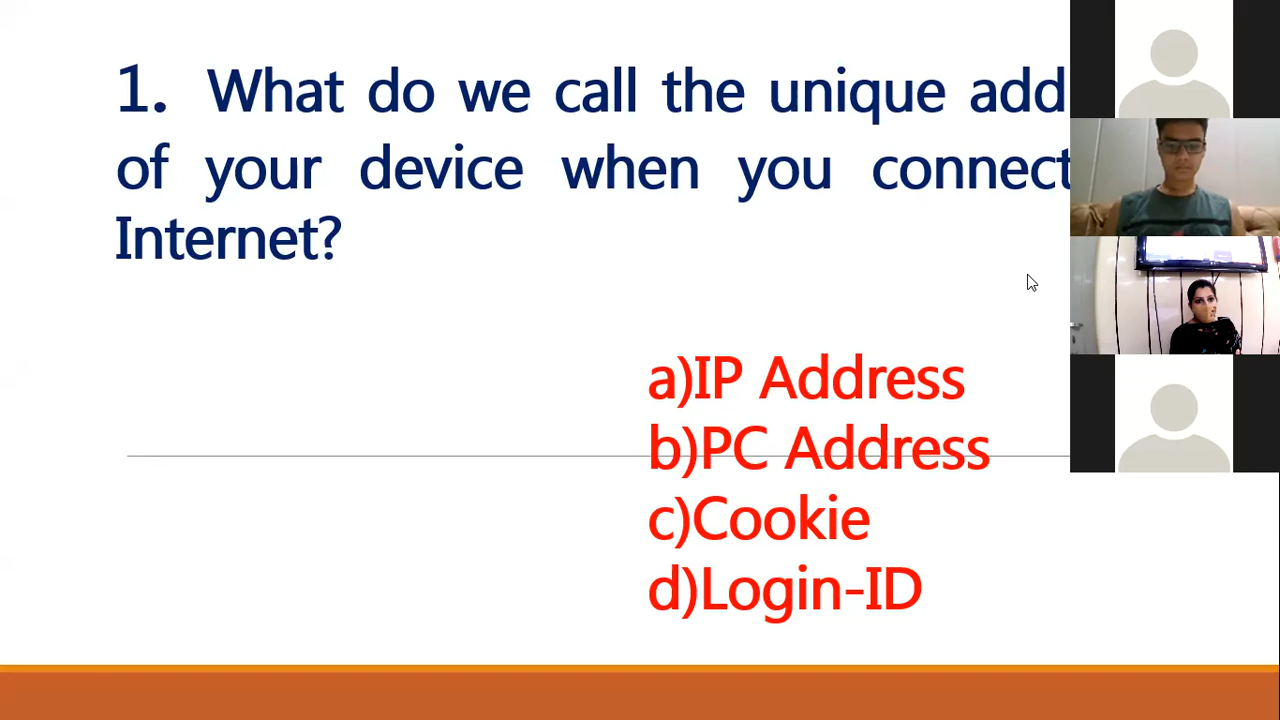 1. What do we call the unique add
of your device when you connect
Internet?
a)IP Address
b)PC Address
c)Cookie
d)Login-ID